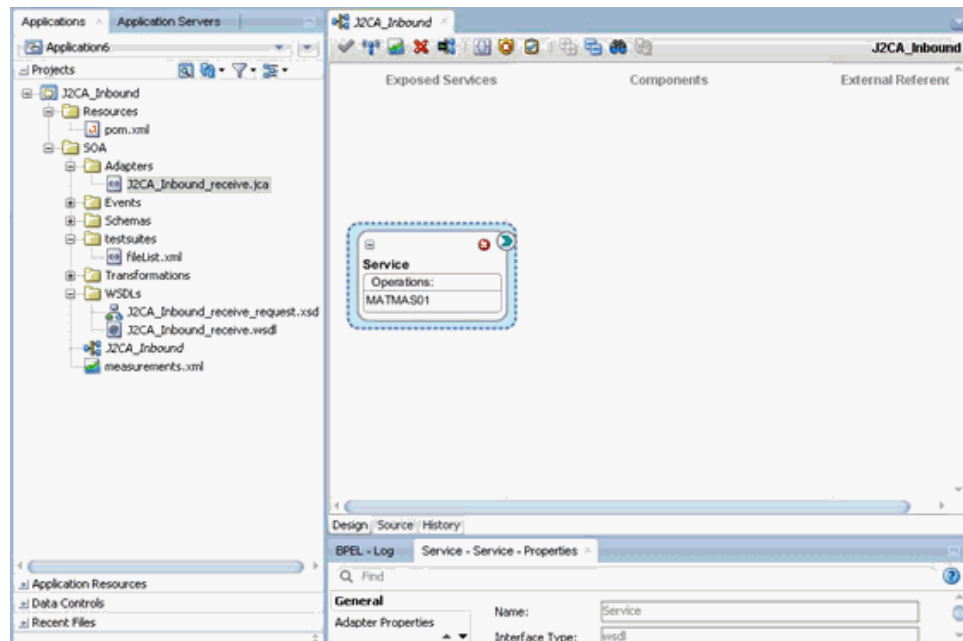 Applications
Application Servers
Application6
Projects
J2CA_Inbound
Resources
pom.xml
SOA
Adapters
J2CA_Inbound_receive.jca
Events
Schemas
testsuites
fileList.xml
Transformations
WSDLs
J2CA_Inbound_receive_request.xsd
J2CA_Inbound_receive.wsdl
J2CA_Inbound
measurements.xml
Application Resources
Data Controls
Recent Files
J2CA_Inbound
J2CA_Inbound
Exposed Services
Components
External Referenc
Service
Operations:
MATMAS01
Design
Source
History
BPEL - Log
Service - Service - Properties
Find
General
Adapter Properties
Name:
Service
Interface Type:
wsdl